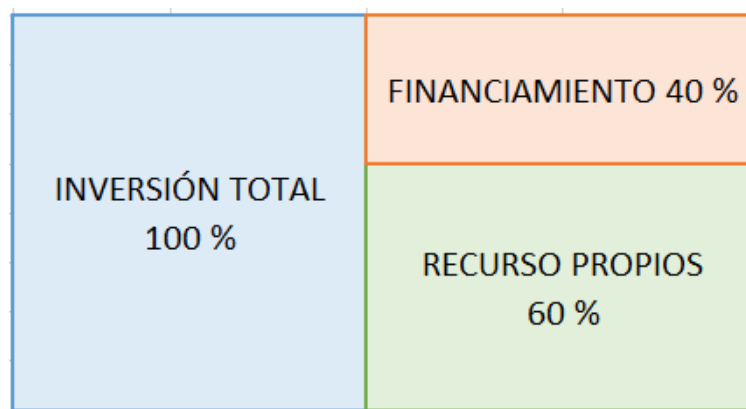 INVERSIÓN TOTAL
100 %
FINANCIAMIENTO 40 %
RECURSO PROPIOS
60 %